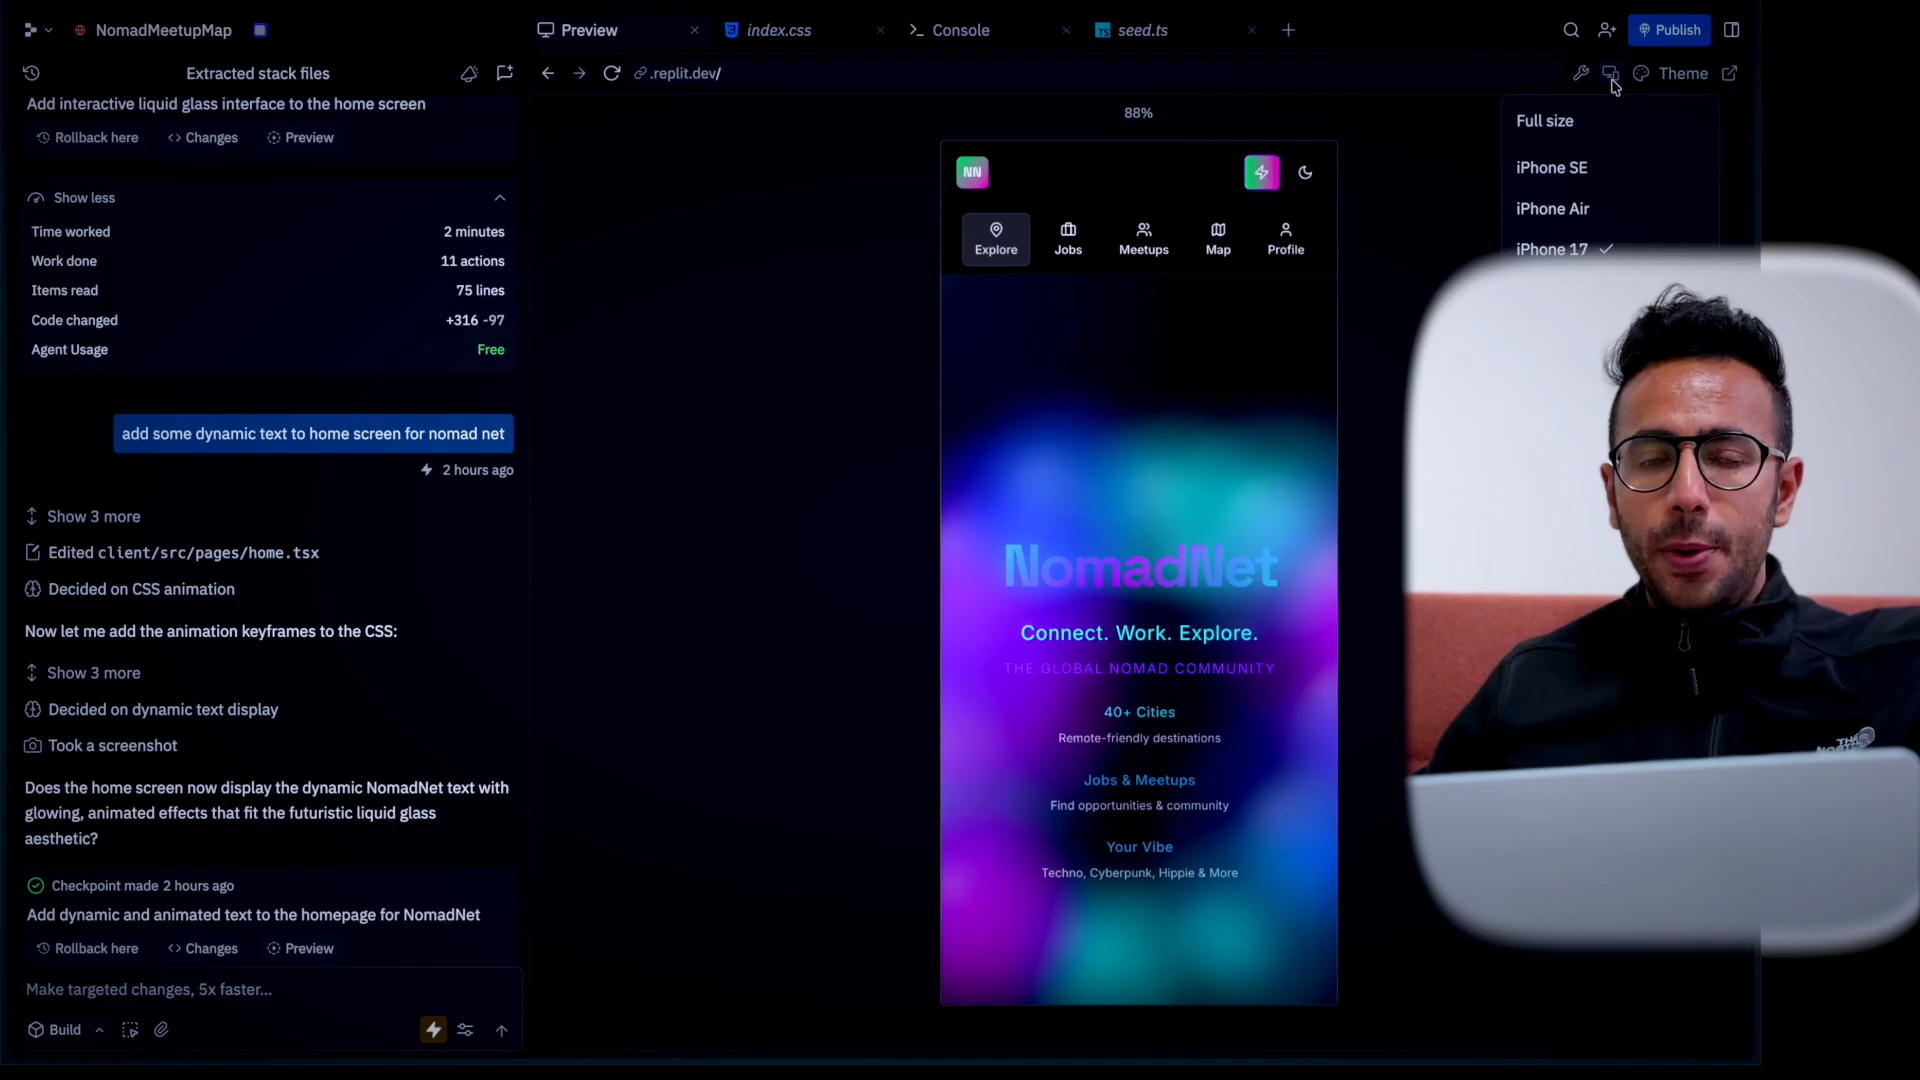 NomadMeetupMap
Preview
index.css
Console
TS
seed.ts
Publish
Extracted stack files
.replit.dev/
Theme
Add interactive liquid glass interface to the home screen
Rollback here
Changes
Preview
Show less
Time worked 2 minutes
Work done 11 actions
Items read 75 lines
Code changed +316 -97
Agent Usage Free
add some dynamic text to home screen for nomad net
2 hours ago
Show 3 more
Edited client/src/pages/home.tsx
Decided on CSS animation
Now let me add the animation keyframes to the CSS:
Show 3 more
Decided on dynamic text display
Took a screenshot
Does the home screen now display the dynamic NomadNet text with
glowing, animated effects that fit the futuristic liquid glass
aesthetic?
Checkpoint made 2 hours ago
Add dynamic and animated text to the homepage for NomadNet
Rollback here
Changes
Preview
Make targeted changes, 5x faster...
Build
88%
NN
Explore
Jobs
Meetups
Map
Profile
NomadNet
Connect. Work. Explore.
THE GLOBAL NOMAD COMMUNITY
40+ Cities
Remote-friendly destinations
Jobs & Meetups
Find opportunities & community
Your Vibe
Techno, Cyberpunk, Hippie & More
Full size
iPhone SE
iPhone Air
iPhone 17